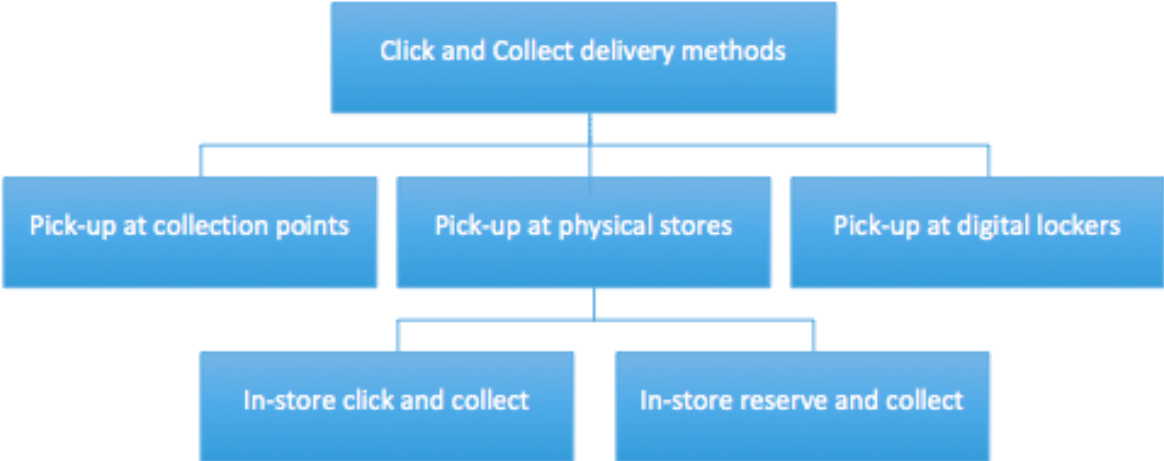 Click and Collect delivery methods
Pick-up at collection points
Pick-up at physical stores
Pick-up at digital lockers
In-store click and collect
In-store reserve and collect